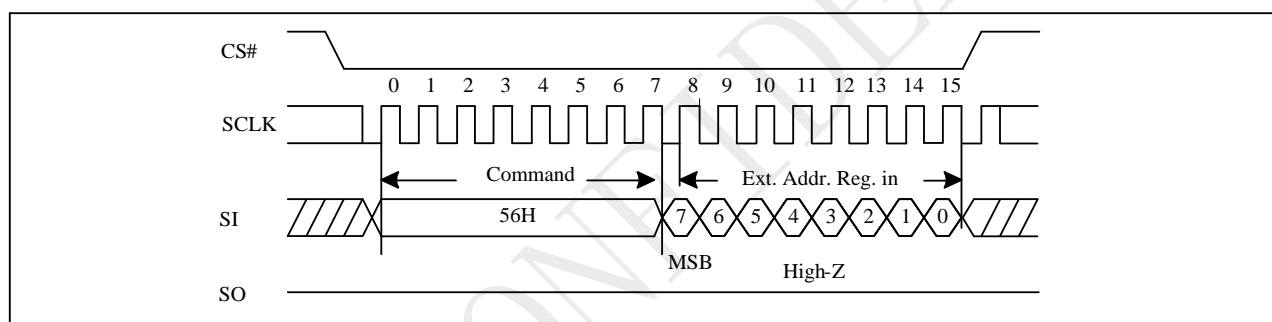 CS#
0 1 2 3 4 5 6 7 8 9 10 11 12 13 14 15
SCLK
Command Ext. Addr. Reg. in
SI 56H 7 6 5 4 3 2 1 0
MSB High-Z
SO